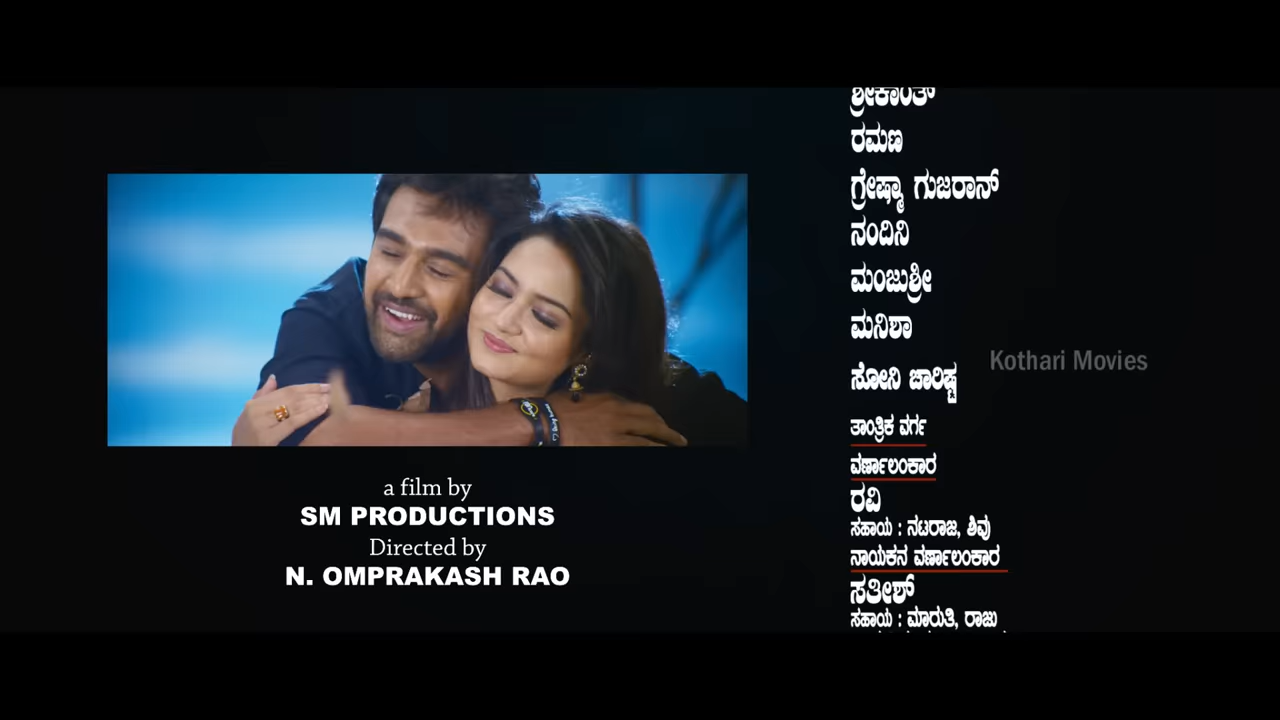 ಶ್ರೀಕಾಂತ್
ರಮಣ
ಗ್ರೇಷ್ಮಾ ಗುಜರಾನ್
ನಂದಿನಿ
ಮಂಜುಶ್ರೀ
ಮನಿಶಾ
ಸೋನಿ ಚಾರಿಷ್ಟ
Kothari Movies
ತಾಂತ್ರಿಕ ವರ್ಗ
ವರ್ಣಾಲಂಕಾರ
ರವಿ
ಸಹಾಯ : ನಟರಾಜ, ಶಿವು
ನಾಯಕನ ವರ್ಣಾಲಂಕಾರ
ಸತೀಶ್
ಸಹಾಯ : ಮಾರುತಿ, ರಾಜು
a film by
SM PRODUCTIONS
Directed by
N. OMPRAKASH RAO